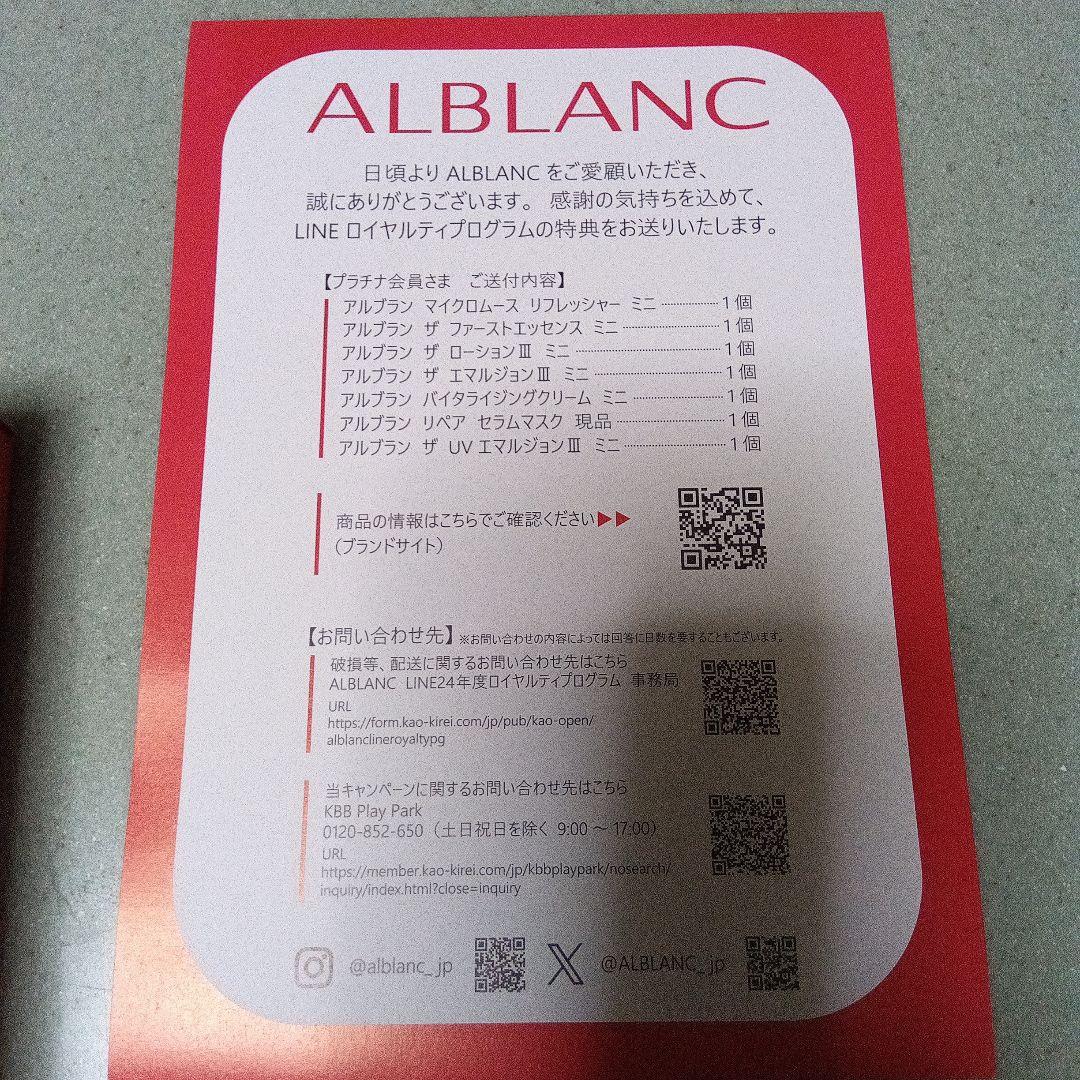 ALBLANC
日頃より ALBLANC をご愛顧いただき、
誠にありがとうございます。 感謝の気持ちを込めて、
LINE ロイヤルティプログラムの特典をお送りいたします。
【プラチナ会員さま ご送付内容】
アルブラン マイクロムース リフレッシャー ミニ ………………… 1 個
アルブラン ザ ファーストエッセンス ミニ ………………… 1 個
アルブラン ザ ローションⅢ ミニ ………………… 1 個
アルブラン ザ エマルジョンⅢ ミニ ………………… 1 個
アルブラン バイタライジングクリーム ミニ ………………… 1 個
アルブラン リペア セラムマスク 現品 ………………… 1 個
アルブラン ザ UV エマルジョンⅢ ミニ ………………… 1 個
商品の情報はこちらでご確認ください▶▶
（ブランドサイト）
【お問い合わせ先】 ※お問い合わせの内容によっては回答に日数を要することもございます。
破損等、配送に関するお問い合わせ先はこちら
ALBLANC LINE24年度ロイヤルティプログラム 事務局
URL
https://form.kao-kirei.com/jp/pub/kao-open/
alblanclineroyaltypg
当キャンペーンに関するお問い合わせ先はこちら
KBB Play Park
0120-852-650（土日祝日を除く 9:00 ～ 17:00）
URL
https://member.kao-kirei.com/jp/kbbplaypark/nosearch/
inquiry/index.html?close=inquiry
@alblanc_jp
@ALBLANC_jp